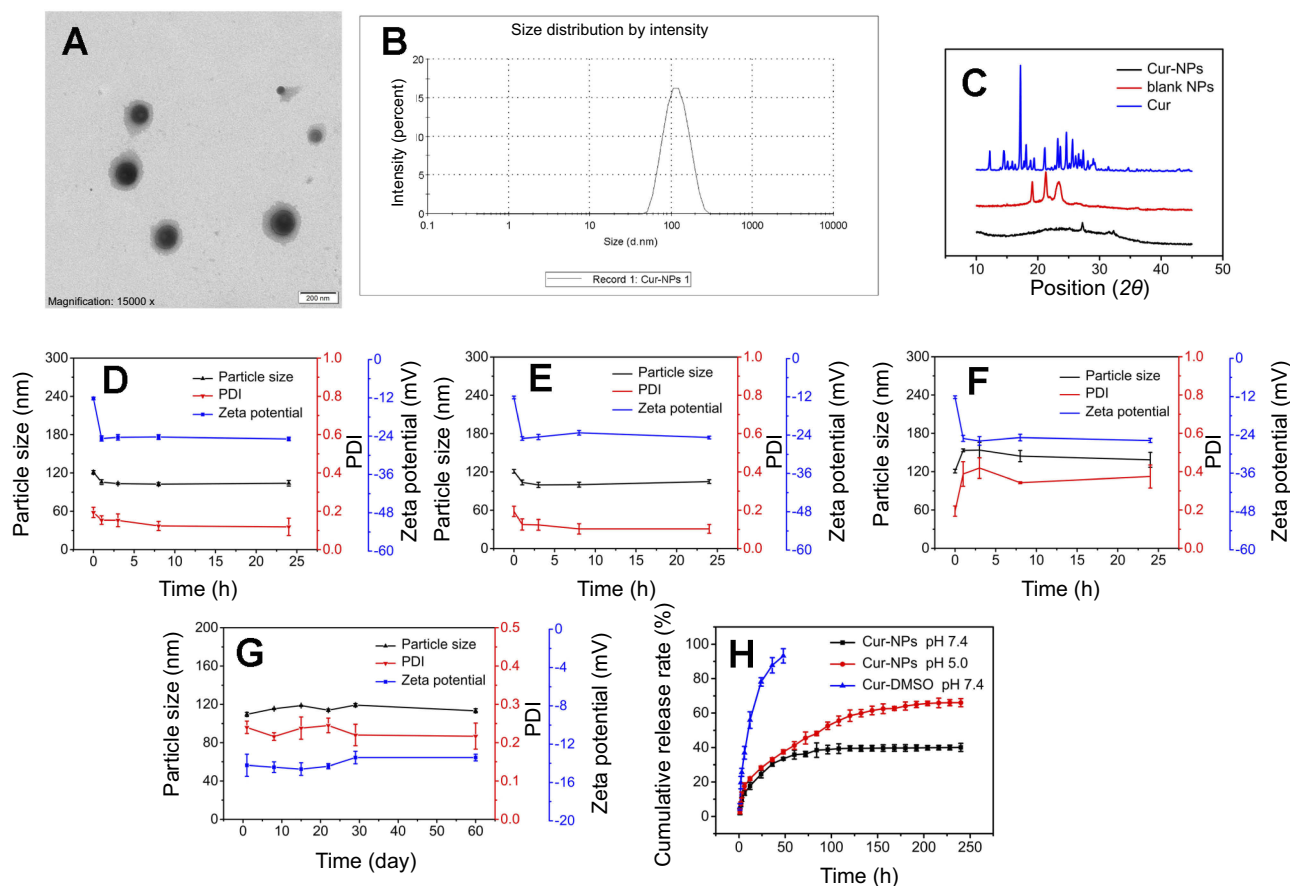 A
Magnification: 15000 x
200 nm
B
Size distribution by intensity
Intensity (percent)
20
15
10
5
0
0.1
1
10
100
1000
10000
Size (d.nm)
Record 1: Cur-NPs 1
C
Cur-NPs
blank NPs
Cur
10
20
30
40
50
Position (2θ)
D
Particle size (nm)
300
240
180
120
60
0
Particle size
PDI
Zeta potential
1.0
0.8
0.6
0.4
0.2
0.0
PDI
-0
-12
-24
-36
-48
-60
Zeta potential (mV)
0
5
10
15
20
25
Time (h)
E
Particle size (nm)
300
240
180
120
60
0
Particle size
PDI
Zeta potential
1.0
0.8
0.6
0.4
0.2
0.0
PDI
-0
-12
-24
-36
-48
-60
Zeta potential (mV)
0
5
10
15
20
25
Time (h)
F
Particle size (nm)
300
240
180
120
60
0
Particle size
PDI
Zeta potential
1.0
0.8
0.6
0.4
0.2
0.0
PDI
-0
-12
-24
-36
-48
-60
Zeta potential (mV)
0
5
10
15
20
25
Time (h)
G
Particle size (nm)
200
160
120
80
40
0
Particle size
PDI
Zeta potential
0.5
0.4
0.3
0.2
0.1
0.0
PDI
0
-4
-8
-12
-16
-20
Zeta potential (mV)
0
10
20
30
40
50
60
Time (day)
H
Cumulative release rate (%)
100
80
60
40
20
0
Cur-NPs pH 7.4
Cur-NPs pH 5.0
Cur-DMSO pH 7.4
0
50
100
150
200
250
Time (h)